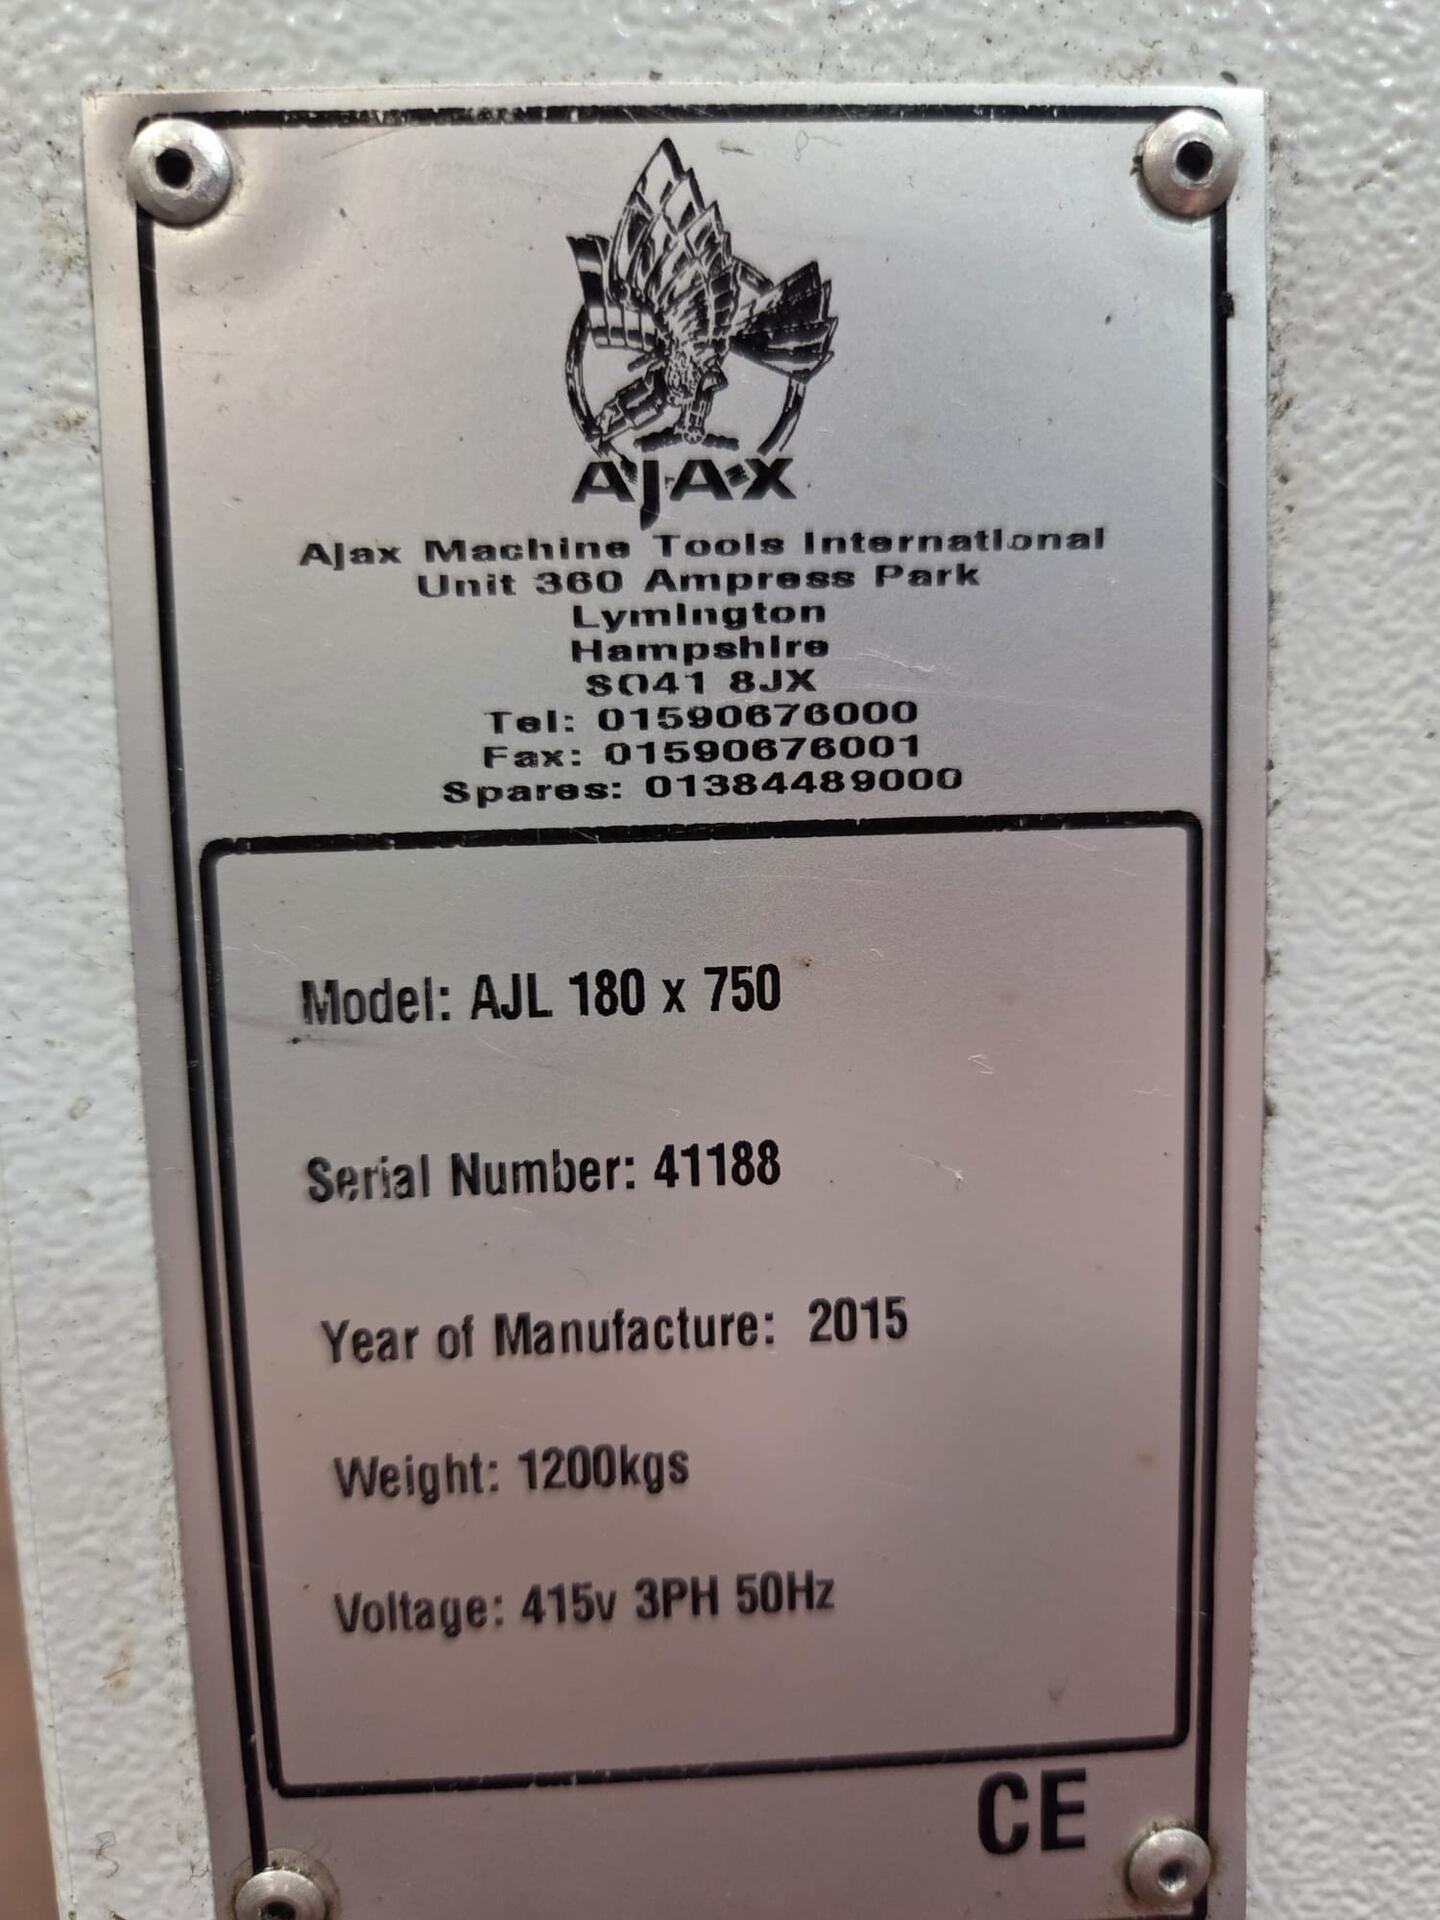 AJAX
Ajax Machine Tools International
Unit 360 Ampress Park
Lymington
Hampshire
SO41 8JX
Tel: 01590676000
Fax: 01590676001
Spares: 01384489000
Model: AJL 180 x 750
Serial Number: 41188
Year of Manufacture: 2015
Weight: 1200kgs
Voltage: 415v 3PH 50Hz
CE